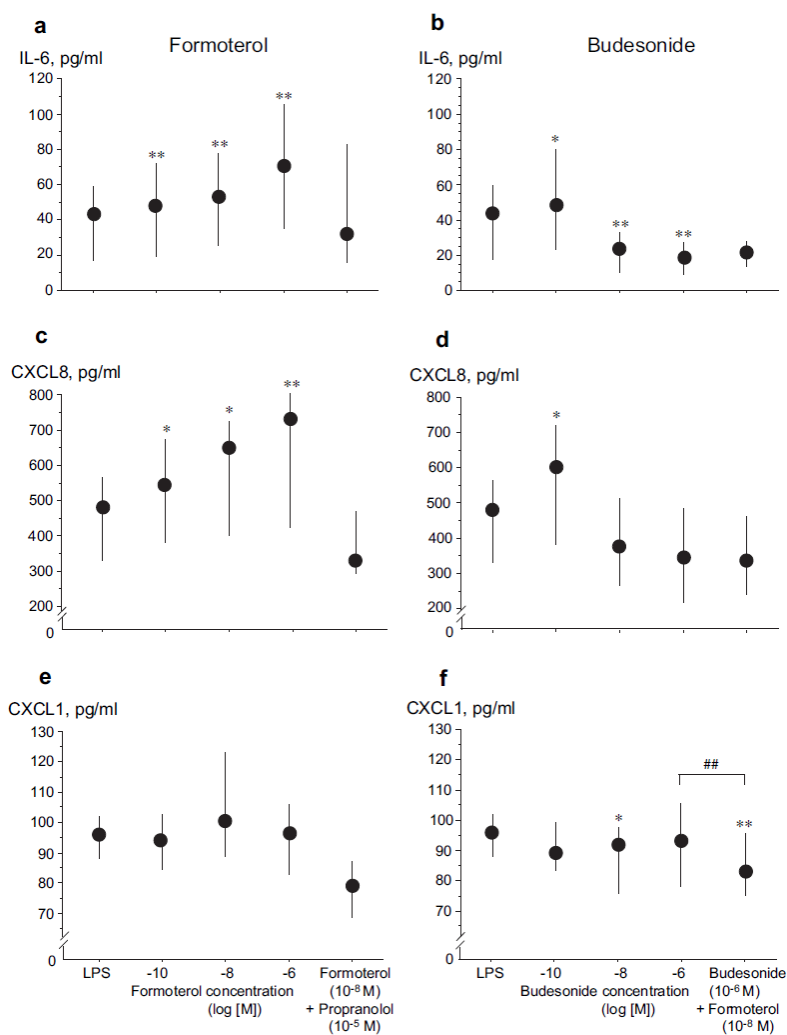 a
Formoterol
IL-6, pg/ml
120
100
80
60
40
20
0
**
**
**
b
Budesonide
IL-6, pg/ml
120
100
80
60
40
20
0
*
**
**
c
CXCL8, pg/ml
800
700
600
500
400
300
200
0
*
*
**
d
CXCL8, pg/ml
800
700
600
500
400
300
200
0
*
e
CXCL1, pg/ml
130
120
110
100
90
80
70
0
LPS
-10
-8
-6
Formoterol concentration
(log [M])
Formoterol
(10-8 M)
+ Propranolol
(10-5 M)
f
CXCL1, pg/ml
130
120
110
100
90
80
70
0
*
##
**
LPS
-10
-8
-6
Budesonide concentration
(log [M])
Budesonide
(10-6 M)
+ Formoterol
(10-8 M)